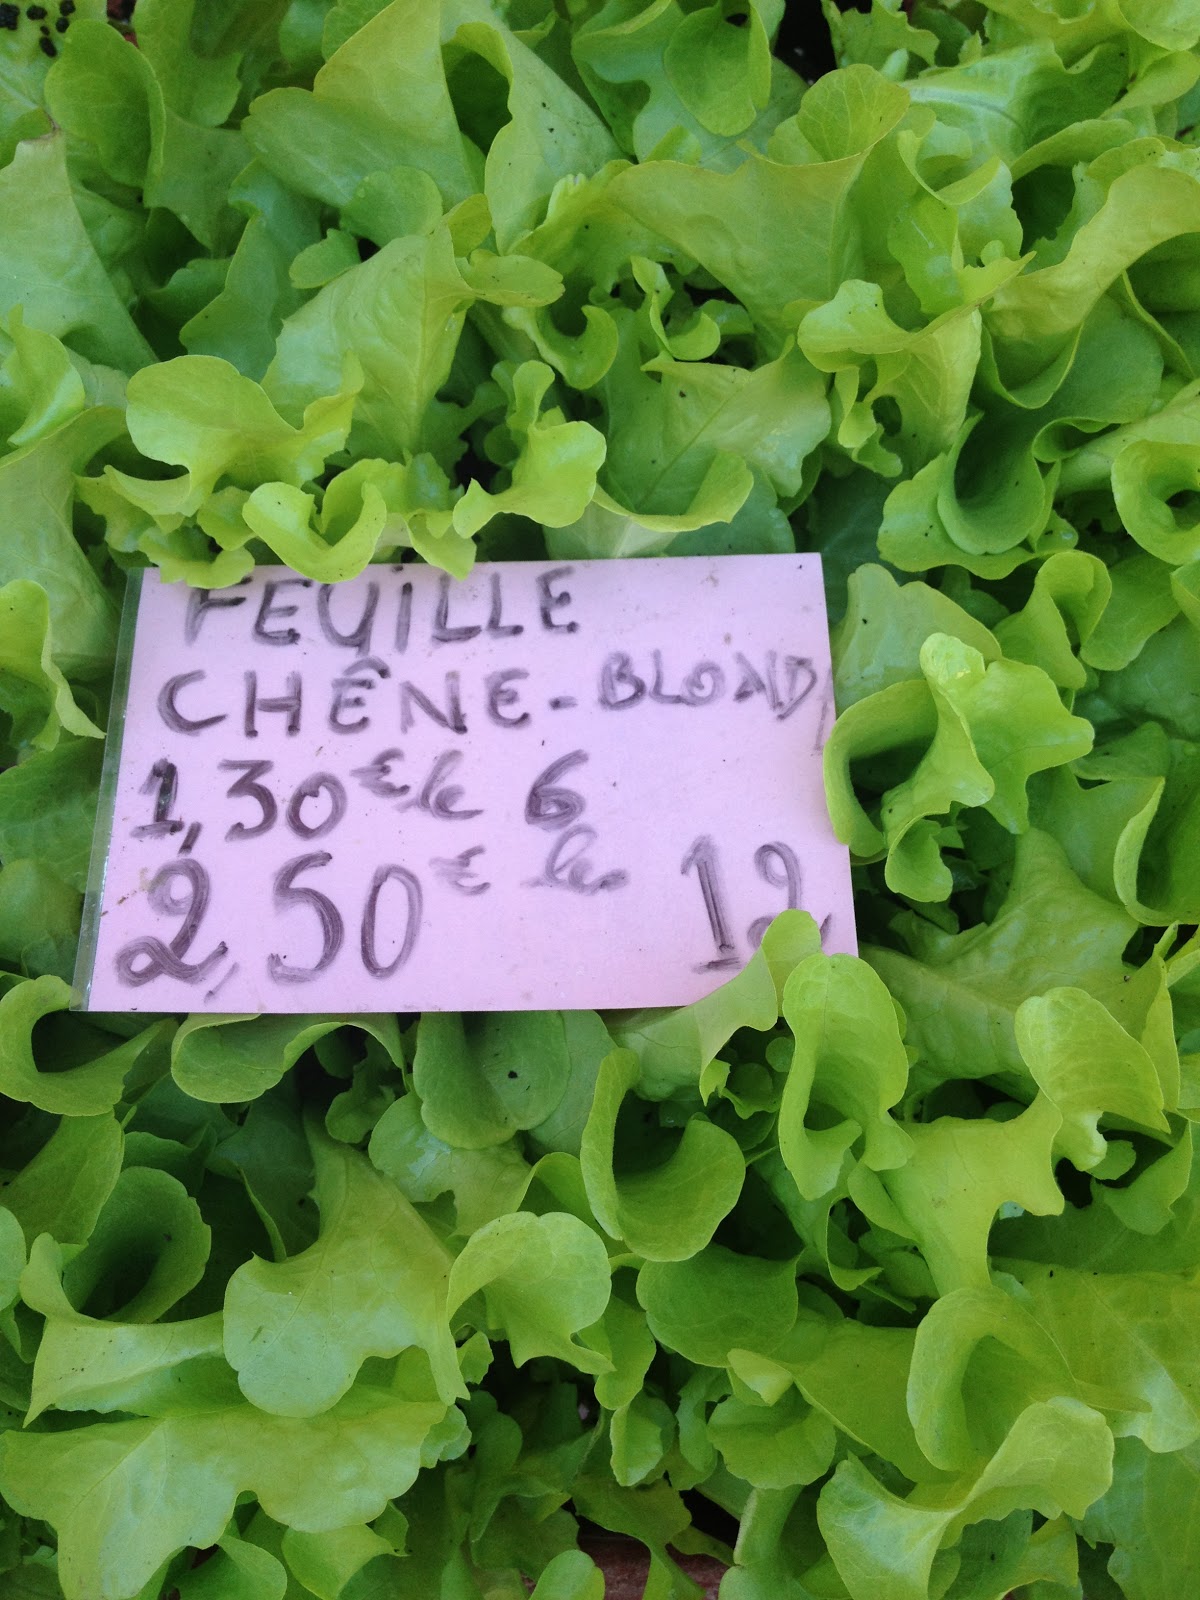 FEUILLE
CHÊNE-BLOND
1,30€ le 6
2,50€ le 12